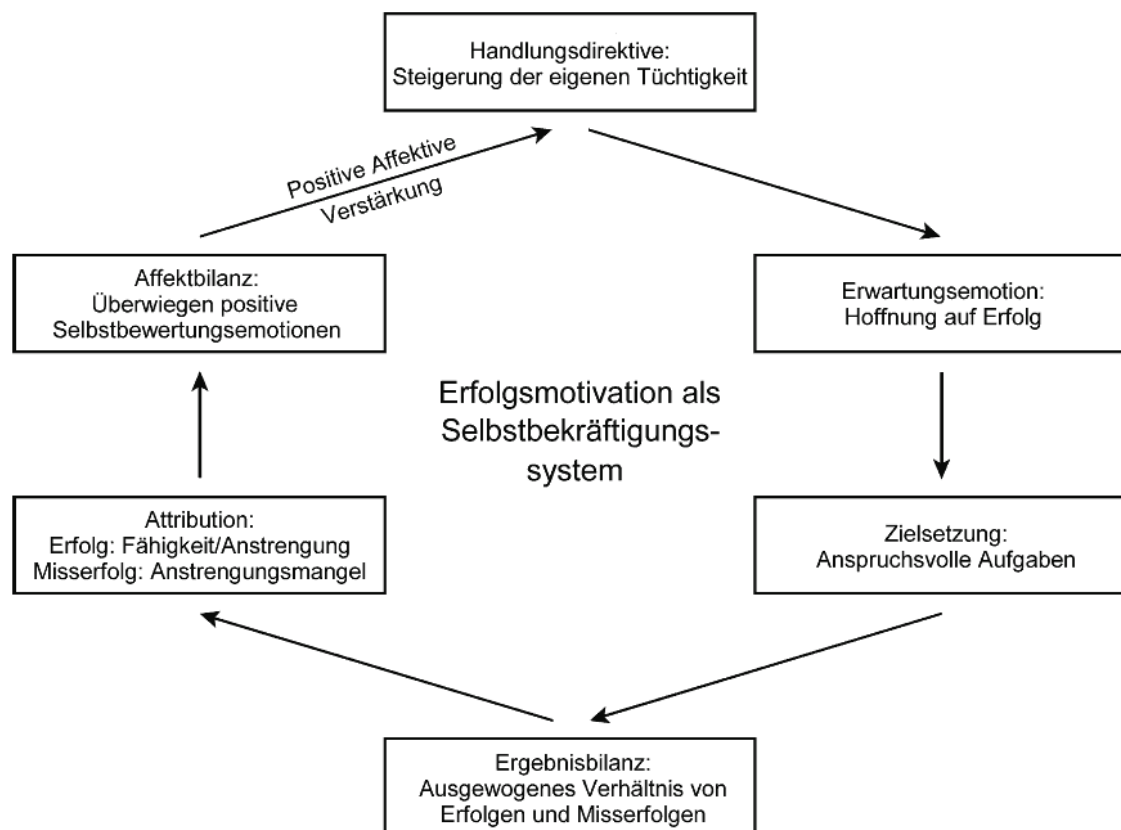 Handlungsdirektive:
Steigerung der eigenen Tüchtigkeit
Positive Affektive
Verstärkung
Affektbilanz:
Überwiegen positive
Selbstbewertungsemotionen
Erwartungsemotion:
Hoffnung auf Erfolg
Erfolgsmotivation als
Selbstbekräftigungs-
system
Attribution:
Erfolg: Fähigkeit/Anstrengung
Misserfolg: Anstrengungsmangel
Zielsetzung:
Anspruchsvolle Aufgaben
Ergebnisbilanz:
Ausgewogenes Verhältnis von
Erfolgen und Misserfolgen